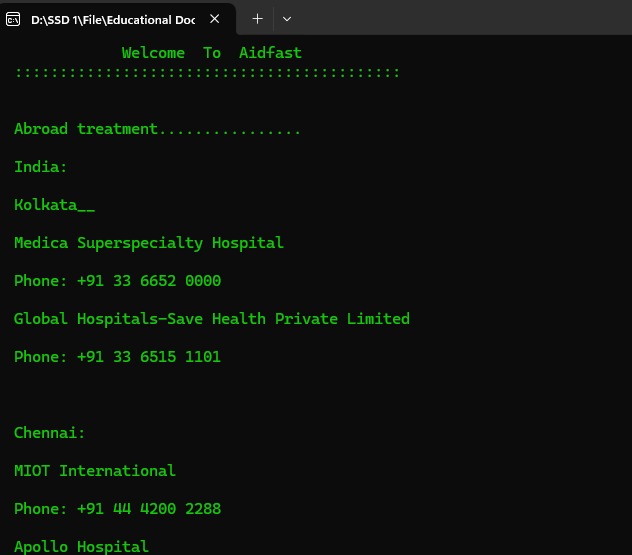 D:\SSD 1\File\Educational Doc
Welcome  To  Aidfast
:::::::::::::::::::::::::::::::::::::::::::
Abroad treatment................
India:
Kolkata__
Medica Superspecialty Hospital
Phone: +91 33 6652 0000
Global Hospitals-Save Health Private Limited
Phone: +91 33 6515 1101
Chennai:
MIOT International
Phone: +91 44 4200 2288
Apollo Hospital